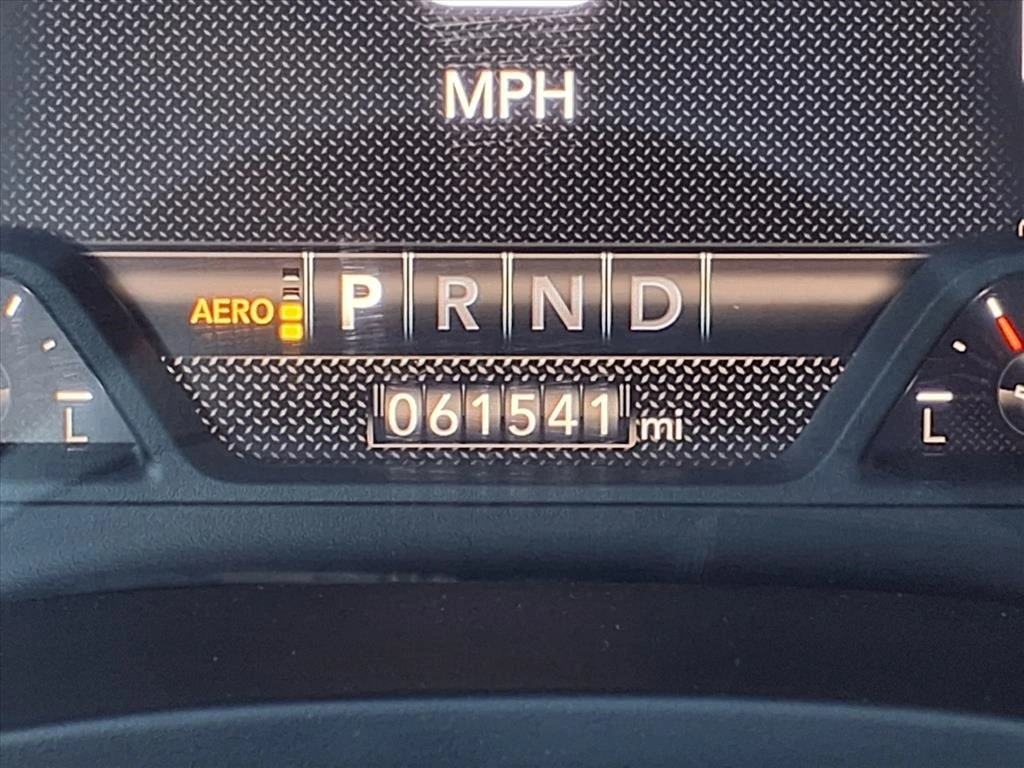 MPH
AERO P R N D
061541 mi
L L